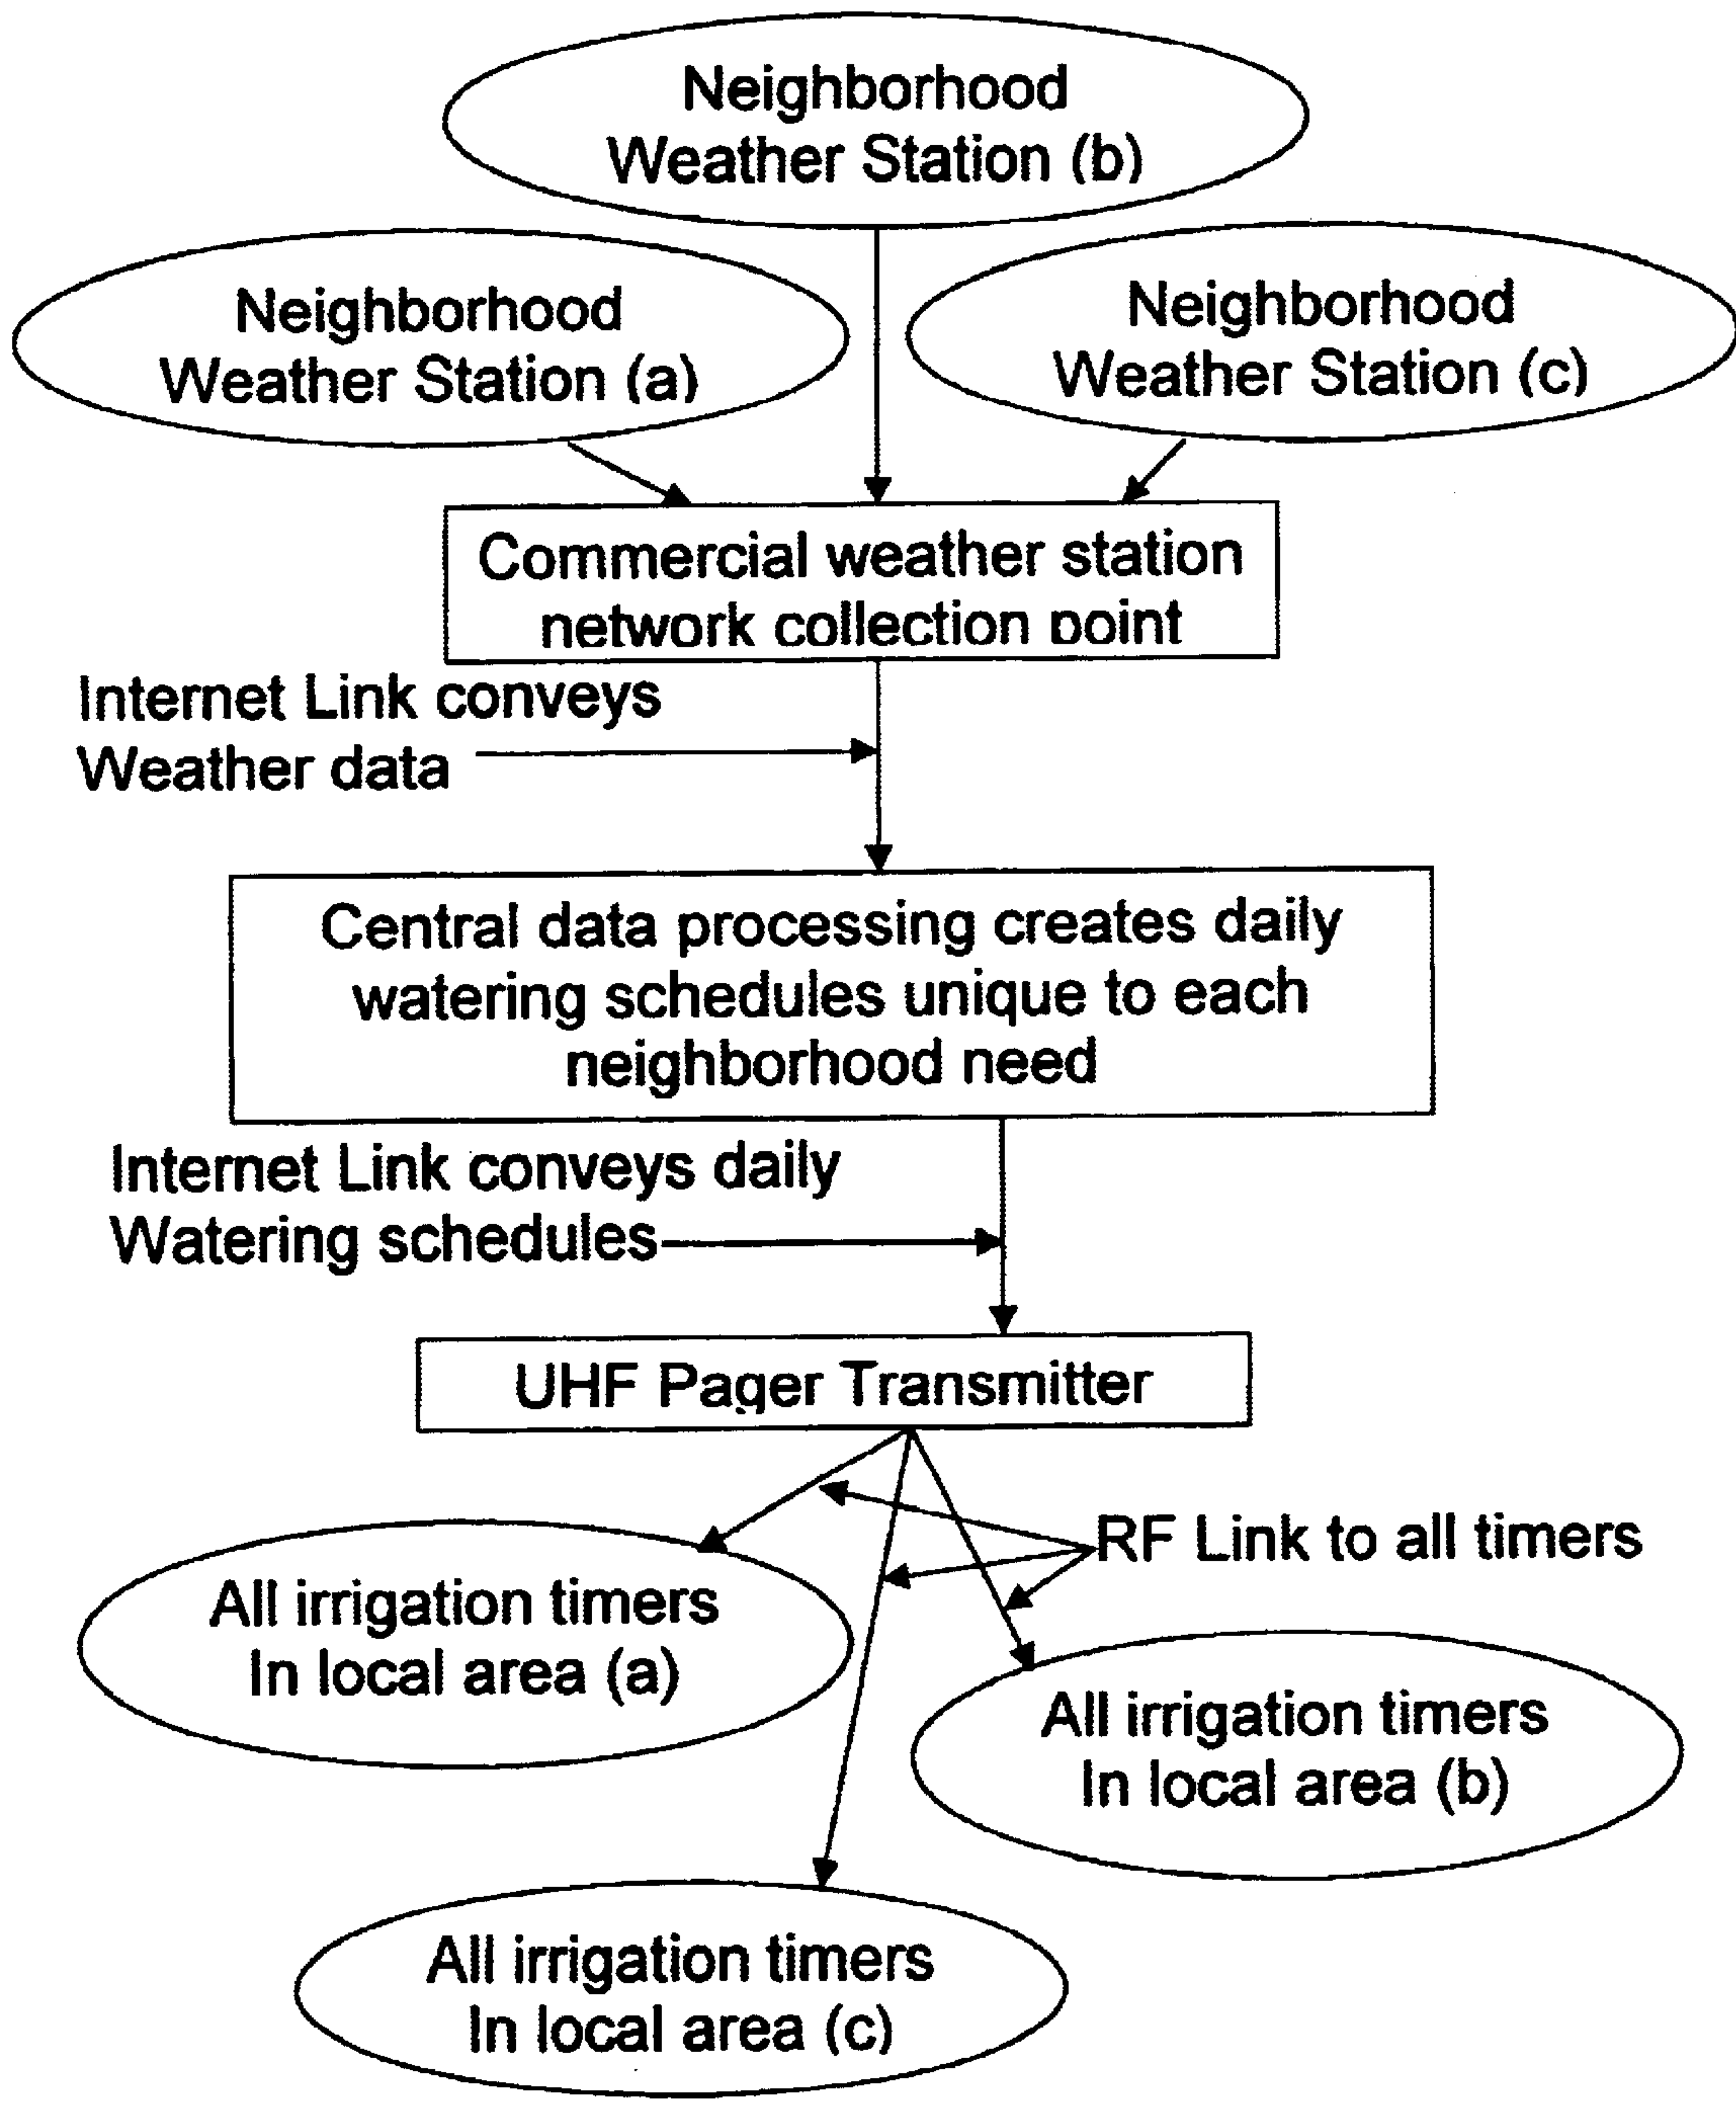 Neighborhood
Weather Station (b)
Neighborhood
Weather Station (a)
Neighborhood
Weather Station (c)
Commercial weather station
network collection point
Internet Link conveys
Weather data
Central data processing creates daily
watering schedules unique to each
neighborhood need
Internet Link conveys daily
Watering schedules
UHF Pager Transmitter
RF Link to all timers
All irrigation timers
In local area (a)
All irrigation timers
In local area (b)
All irrigation timers
In local area (c)